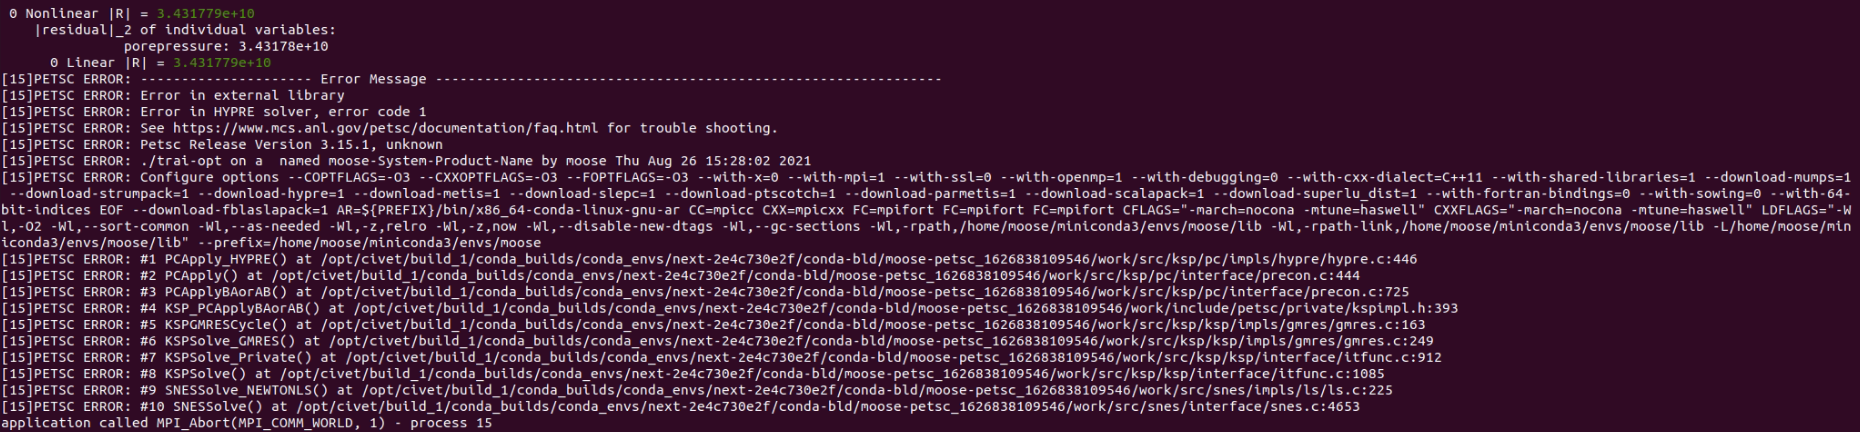 0 Nonlinear |R| = 3.431779e+10
|residual|_2 of individual variables:
porepressure: 3.43178e+10
0 Linear |R| = 3.431779e+10
[15]PETSC ERROR: --------------------- Error Message --------------------------------------------------------------
[15]PETSC ERROR: Error in external library
[15]PETSC ERROR: Error in HYPRE solver, error code 1
[15]PETSC ERROR: See https://www.mcs.anl.gov/petsc/documentation/faq.html for trouble shooting.
[15]PETSC ERROR: Petsc Release Version 3.15.1, unknown
[15]PETSC ERROR: ./trai-opt on a  named moose-System-Product-Name by moose Thu Aug 26 15:28:02 2021
[15]PETSC ERROR: Configure options --COPTFLAGS=-O3 --CXXOPTFLAGS=-O3 --FOPTFLAGS=-O3 --with-x=0 --with-mpi=1 --with-ssl=0 --with-openmp=1 --with-debugging=0 --with-cxx-dialect=C++11 --with-shared-libraries=1 --download-mumps=1
--download-strumpack=1 --download-hypre=1 --download-metis=1 --download-slepc=1 --download-ptscotch=1 --download-parmetis=1 --download-scalapack=1 --download-superlu_dist=1 --with-fortran-bindings=0 --with-sowing=0 --with-64-
bit-indices EOF --download-fblaslapack=1 AR=${PREFIX}/bin/x86_64-conda-linux-gnu-ar CC=mpicc CXX=mpicxx FC=mpifort FC=mpifort FC=mpifort CFLAGS="-march=nocona -mtune=haswell" CXXFLAGS="-march=nocona -mtune=haswell" LDFLAGS="-W
l,-O2 -Wl,--sort-common -Wl,--as-needed -Wl,-z,relro -Wl,-z,now -Wl,--disable-new-dtags -Wl,--gc-sections -Wl,-rpath,/home/moose/miniconda3/envs/moose/lib -Wl,-rpath-link,/home/moose/miniconda3/envs/moose/lib -L/home/moose/min
iconda3/envs/moose/lib" --prefix=/home/moose/miniconda3/envs/moose
[15]PETSC ERROR: #1 PCApply_HYPRE() at /opt/civet/build_1/conda_builds/conda_envs/next-2e4c730e2f/conda-bld/moose-petsc_1626838109546/work/src/ksp/pc/impls/hypre/hypre.c:446
[15]PETSC ERROR: #2 PCApply() at /opt/civet/build_1/conda_builds/conda_envs/next-2e4c730e2f/conda-bld/moose-petsc_1626838109546/work/src/ksp/pc/interface/precon.c:444
[15]PETSC ERROR: #3 PCApplyBAorAB() at /opt/civet/build_1/conda_builds/conda_envs/next-2e4c730e2f/conda-bld/moose-petsc_1626838109546/work/src/ksp/pc/interface/precon.c:725
[15]PETSC ERROR: #4 KSP_PCApplyBAorAB() at /opt/civet/build_1/conda_builds/conda_envs/next-2e4c730e2f/conda-bld/moose-petsc_1626838109546/work/include/petsc/private/kspimpl.h:393
[15]PETSC ERROR: #5 KSPGMRESCycle() at /opt/civet/build_1/conda_builds/conda_envs/next-2e4c730e2f/conda-bld/moose-petsc_1626838109546/work/src/ksp/ksp/impls/gmres/gmres.c:163
[15]PETSC ERROR: #6 KSPSolve_GMRES() at /opt/civet/build_1/conda_builds/conda_envs/next-2e4c730e2f/conda-bld/moose-petsc_1626838109546/work/src/ksp/ksp/impls/gmres/gmres.c:249
[15]PETSC ERROR: #7 KSPSolve_Private() at /opt/civet/build_1/conda_builds/conda_envs/next-2e4c730e2f/conda-bld/moose-petsc_1626838109546/work/src/ksp/ksp/interface/itfunc.c:912
[15]PETSC ERROR: #8 KSPSolve() at /opt/civet/build_1/conda_builds/conda_envs/next-2e4c730e2f/conda-bld/moose-petsc_1626838109546/work/src/ksp/ksp/interface/itfunc.c:1085
[15]PETSC ERROR: #9 SNESSolve_NEWTONLS() at /opt/civet/build_1/conda_builds/conda_envs/next-2e4c730e2f/conda-bld/moose-petsc_1626838109546/work/src/snes/impls/ls/ls.c:225
[15]PETSC ERROR: #10 SNESSolve() at /opt/civet/build_1/conda_builds/conda_envs/next-2e4c730e2f/conda-bld/moose-petsc_1626838109546/work/src/snes/interface/snes.c:4653
application called MPI_Abort(MPI_COMM_WORLD, 1) - process 15